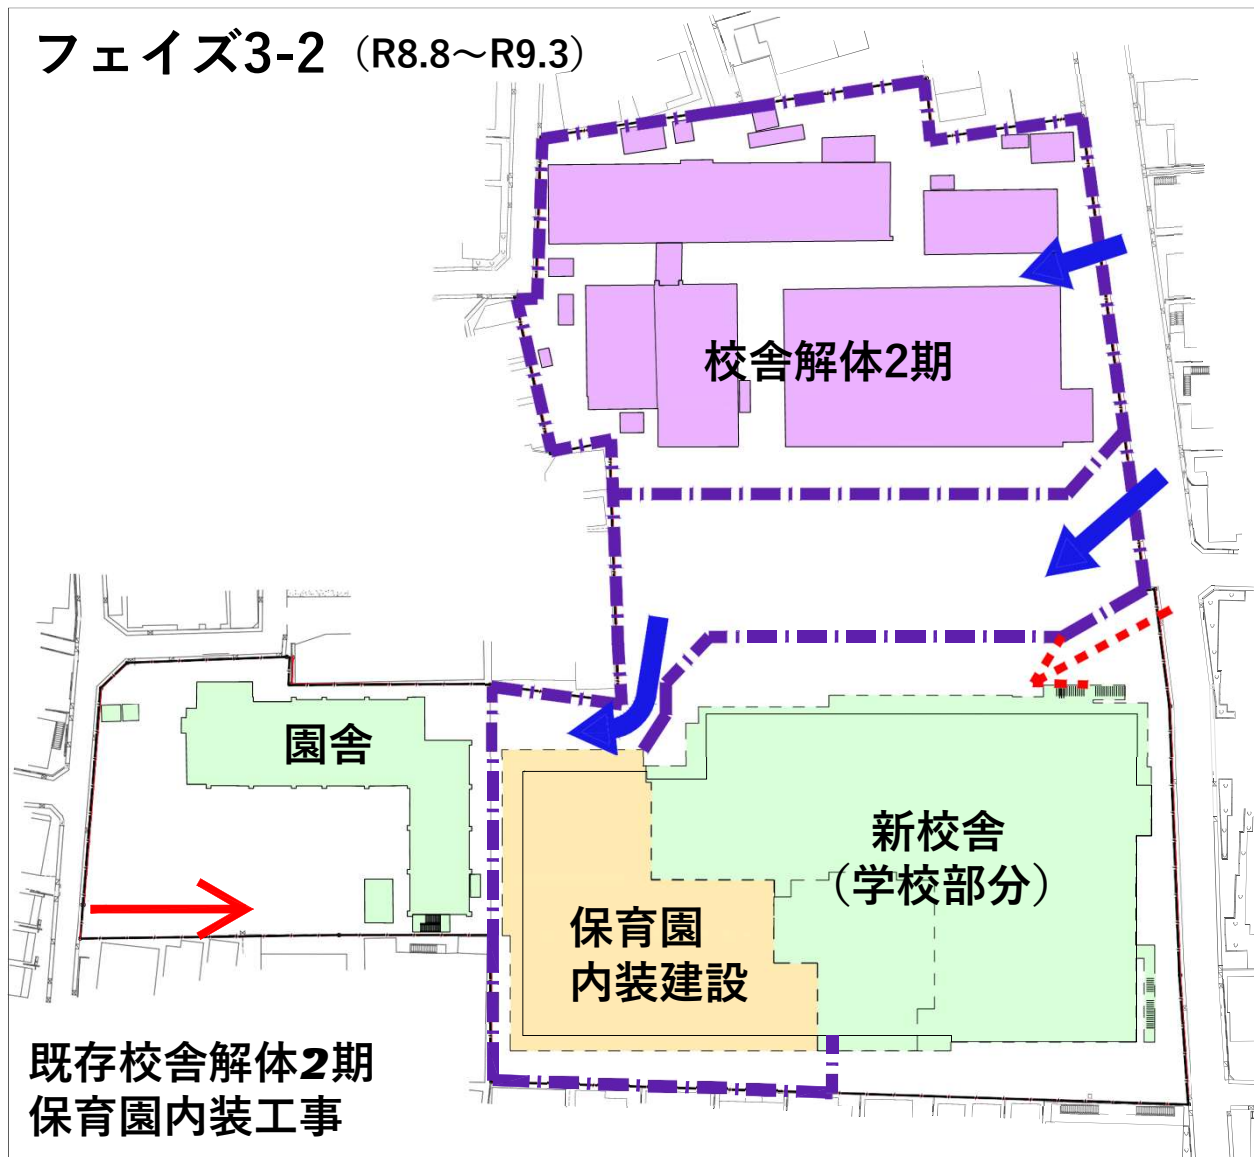 フェイズ3-2（R8.8～R9.3）
校舎解体2期
園舎
新校舎
（学校部分）
保育園
内装建設
既存校舎解体2期
保育園内装工事